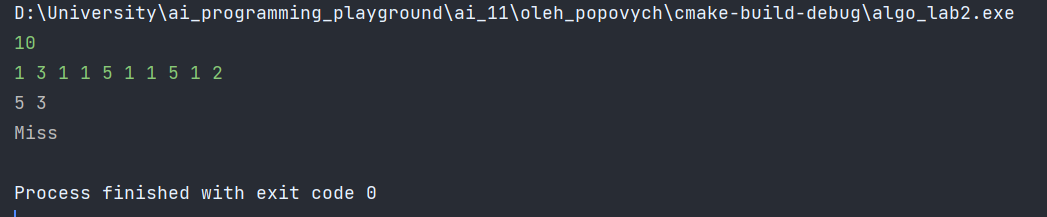 D:\University\ai_programming_playground\ai_11\oleh_popovych\cmake-build-debug\algo_lab2.exe
10
1 3 1 1 5 1 1 5 1 2
5 3
Miss
Process finished with exit code 0